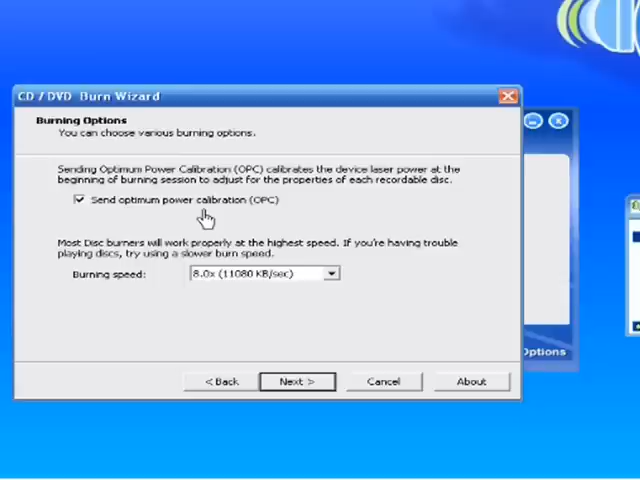 CD / DVD Burn Wizard
Burning Options
You can choose various burning options.
Sending Optimum Power Calibration (OPC) calibrates the device laser power at the
beginning of burning session to adjust for the properties of each recordable disc.
Send optimum power calibration (OPC)
Most Disc burners will work properly at the highest speed. If you're having trouble
playing discs, try using a slower burn speed.
Burning speed: 8.0x (11080 KB/sec)
Options
< Back Next > Cancel About